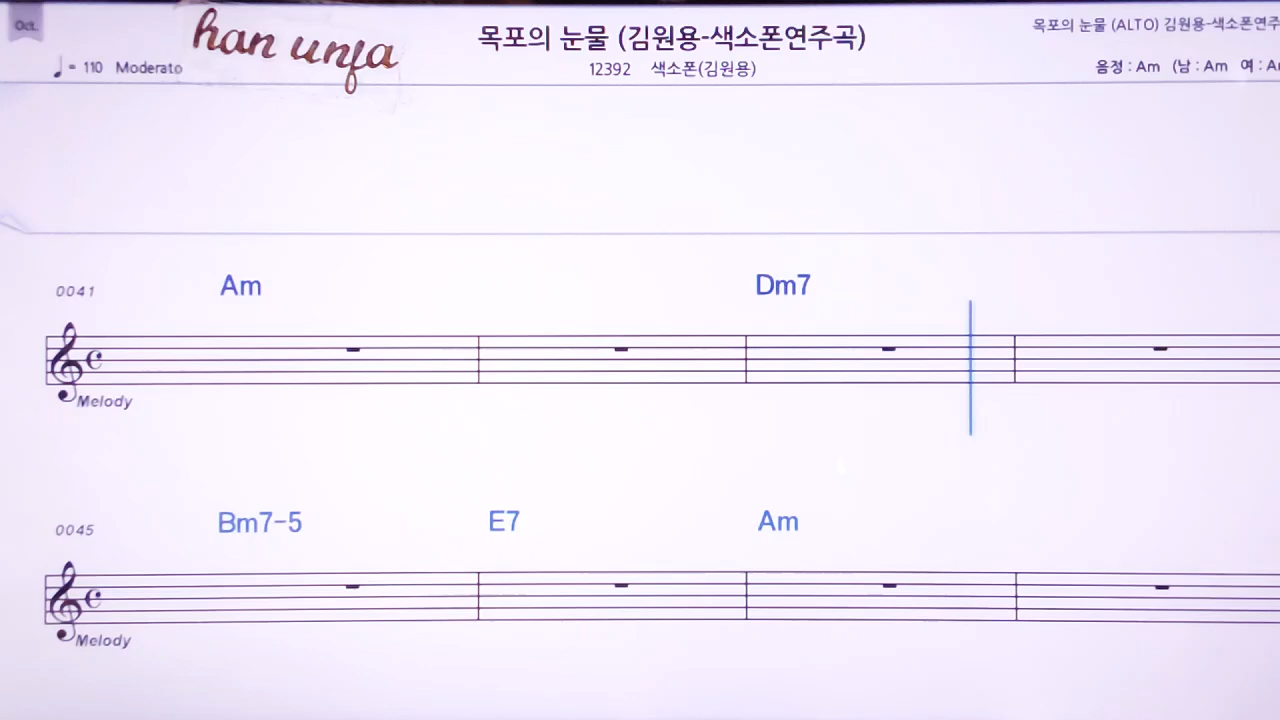 Oct.
han unja
목포의 눈물 (김원용-색소폰연주곡)
목포의 눈물 (ALTO) 김원용-색소폰연주
♩= 110 Moderato
12392 색소폰(김원용)
음정 : Am (남 : Am 여 : A
0041 Am Dm7
Melody
0045 Bm7-5 E7 Am
Melody